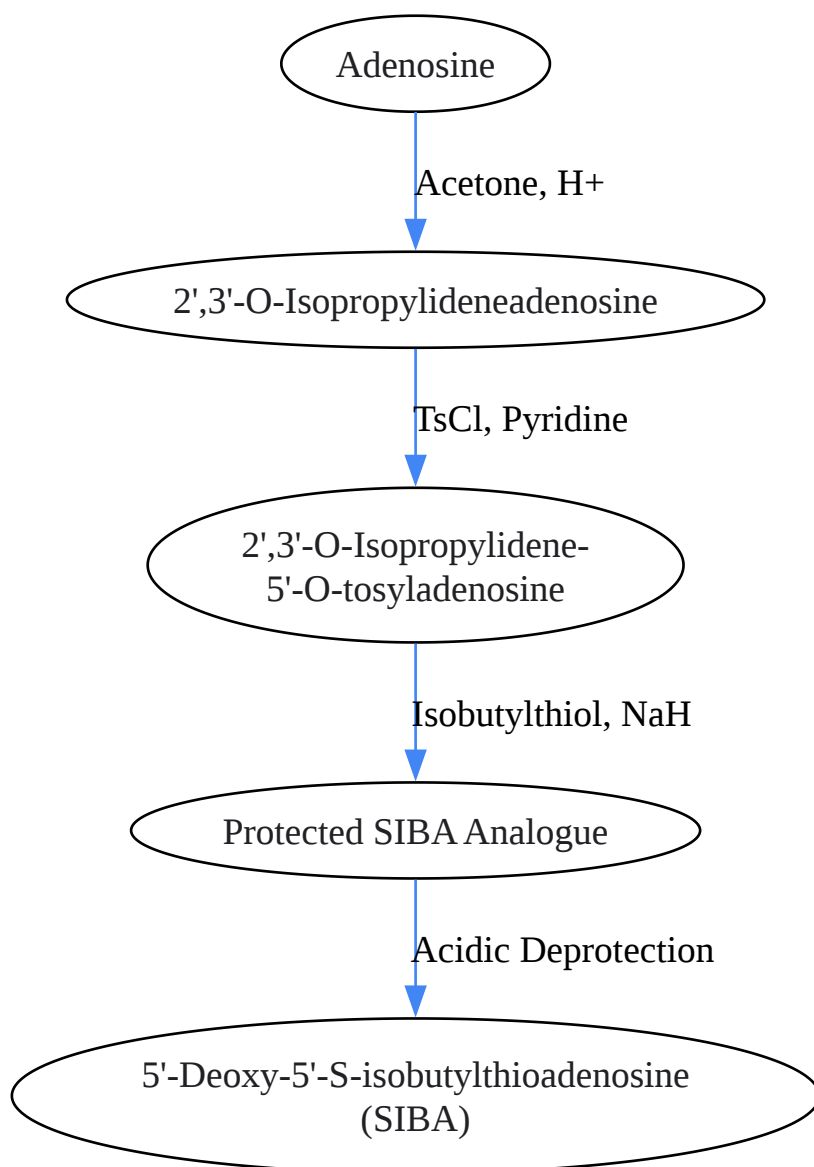 Adenosine
Acetone, H+
2',3'-O-Isopropylideneadenosine
TsCl, Pyridine
2',3'-O-Isopropylidene-
5'-O-tosyladenosine
Isobutylthiol, NaH
Protected SIBA Analogue
Acidic Deprotection
5'-Deoxy-5'-S-isobutylthioadenosine
(SIBA)